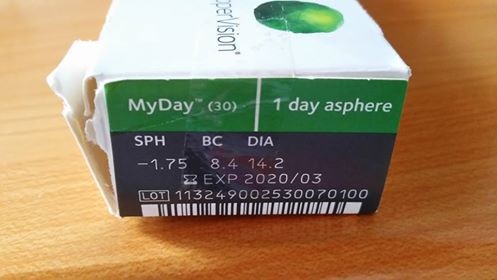 perVision®
MyDay™ (30) 1 day asphere
SPH BC DIA
-1.75 8.4 14.2
EXP 2020/03
LOT 113249002530070100